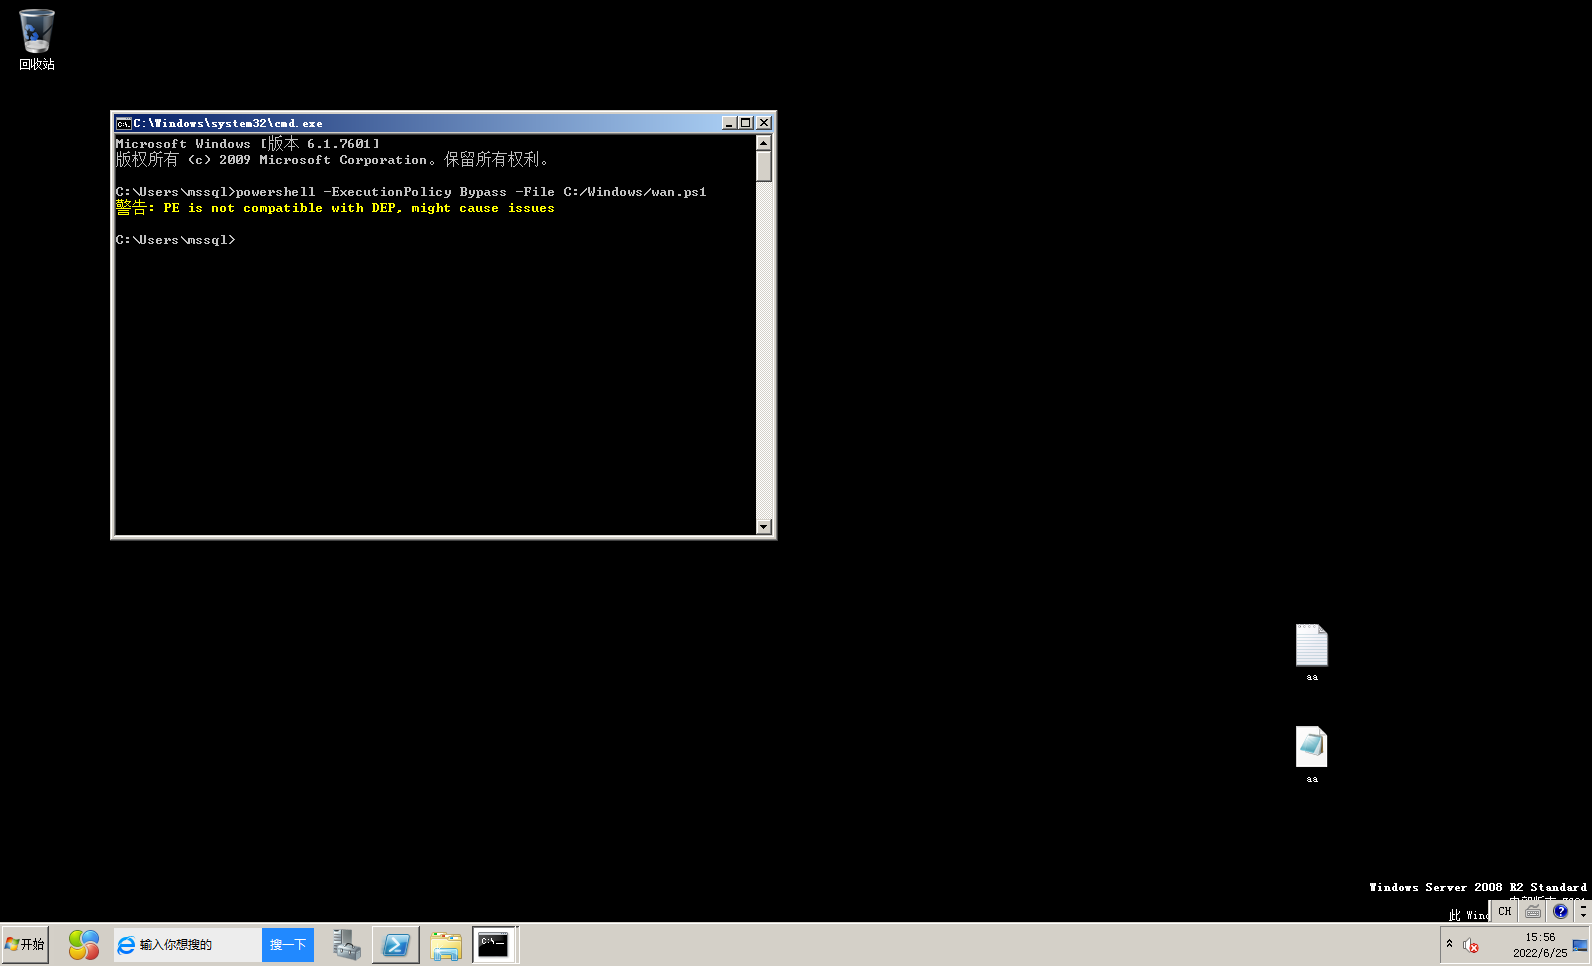 回收站
C:\Windows\system32\cmd.exe
Microsoft Windows [版本 6.1.7601]
版权所有 (c) 2009 Microsoft Corporation。保留所有权利。
C:\Users\mssql>powershell -ExecutionPolicy Bypass -File C:/Windows/wan.ps1
警告: PE is not compatible with DEP, might cause issues
C:\Users\mssql>
aa
aa
Windows Server 2008 R2 Standard
此 Wind
CH
开始
输入你想搜的
搜一下
15:56
2022/6/25